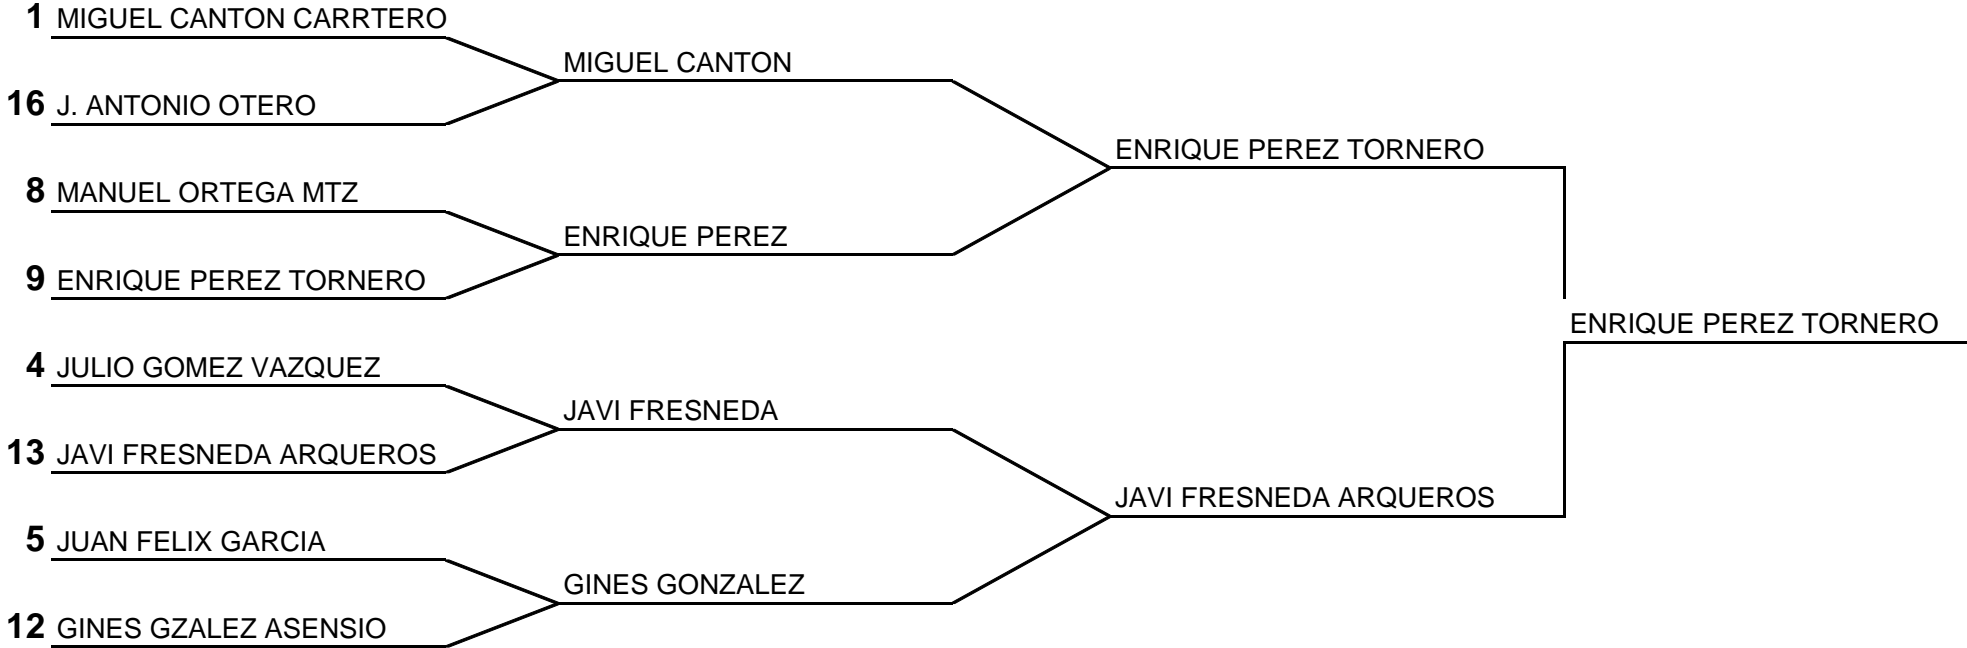 1 MIGUEL CANTON CARRTERO
MIGUEL CANTON
16 J. ANTONIO OTERO
ENRIQUE PEREZ TORNERO
8 MANUEL ORTEGA MTZ
ENRIQUE PEREZ
9 ENRIQUE PEREZ TORNERO
ENRIQUE PEREZ TORNERO
4 JULIO GOMEZ VAZQUEZ
JAVI FRESNEDA
13 JAVI FRESNEDA ARQUEROS
JAVI FRESNEDA ARQUEROS
5 JUAN FELIX GARCIA
GINES GONZALEZ
12 GINES GZALEZ ASENSIO